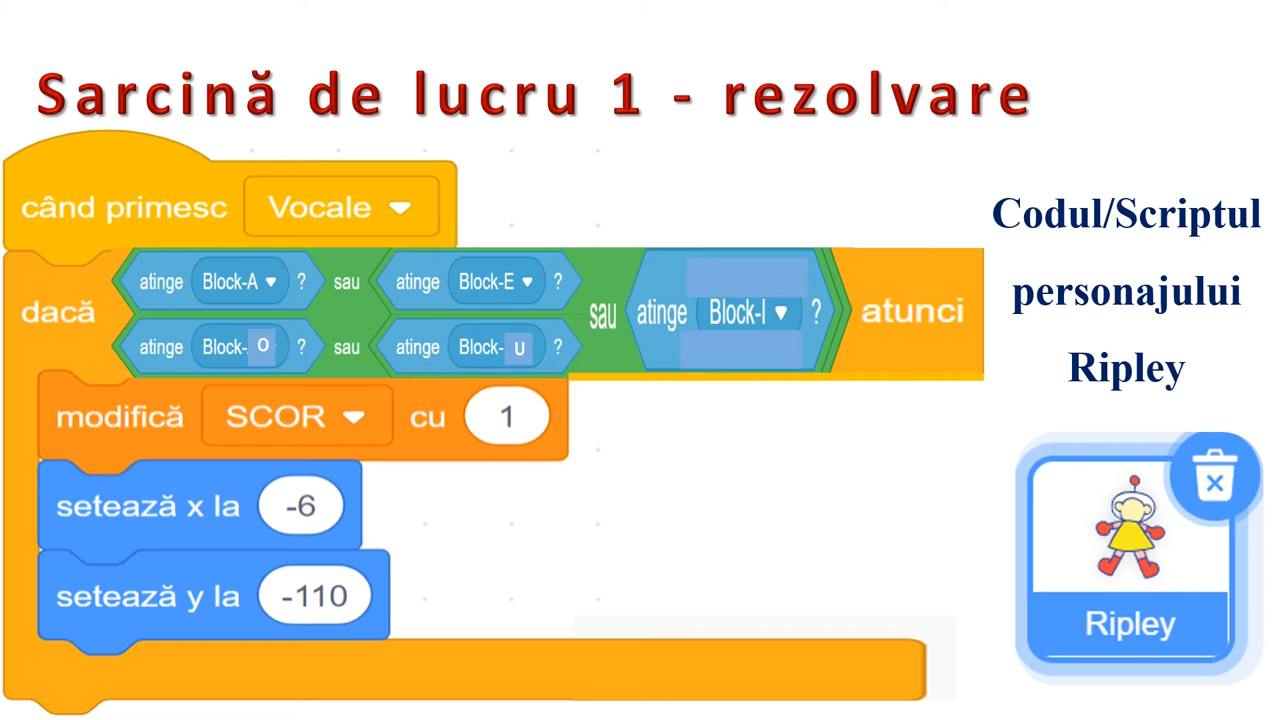 Sarcină de lucru 1 - rezolvare
când primesc Vocale
dacă atinge Block-A ? sau atinge Block-E ? sau atinge Block-I ? atunci
atinge Block- O ? sau atinge Block- U ?
modifică SCOR cu 1
setează x la -6
setează y la -110
Codul/Scriptul
personajului
Ripley
Ripley